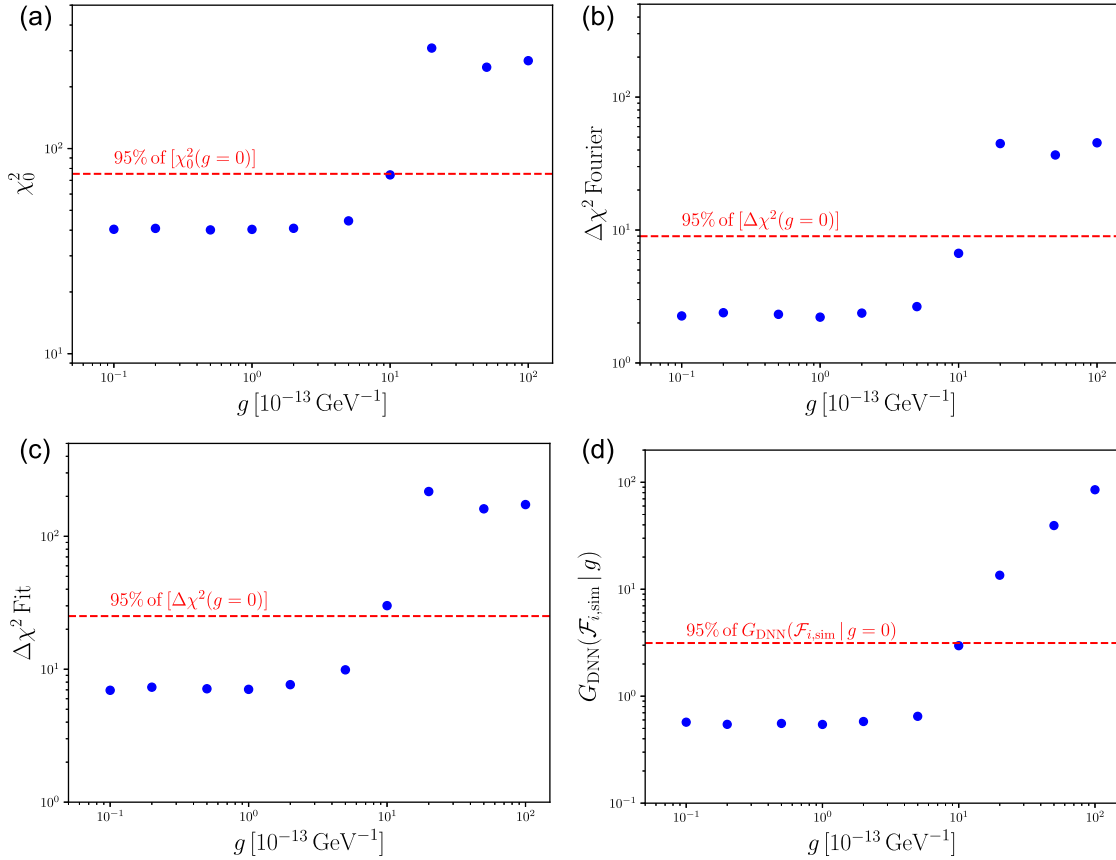 (a)
10²
10¹
χ₀²
95% of [χ₀²(g = 0)]
10⁻¹ 10⁰ 10¹ 10²
g [10⁻¹³ GeV⁻¹]
(b)
10²
10¹
10⁰
Δχ² Fourier
95% of [Δχ²(g = 0)]
10⁻¹ 10⁰ 10¹ 10²
g [10⁻¹³ GeV⁻¹]
(c)
10²
10¹
10⁰
Δχ² Fit
95% of [Δχ²(g = 0)]
10⁻¹ 10⁰ 10¹ 10²
g [10⁻¹³ GeV⁻¹]
(d)
10²
10¹
10⁰
10⁻¹
G_DNN(ℱ_i,sim | g)
95% of G_DNN(ℱ_i,sim | g = 0)
10⁻¹ 10⁰ 10¹ 10²
g [10⁻¹³ GeV⁻¹]